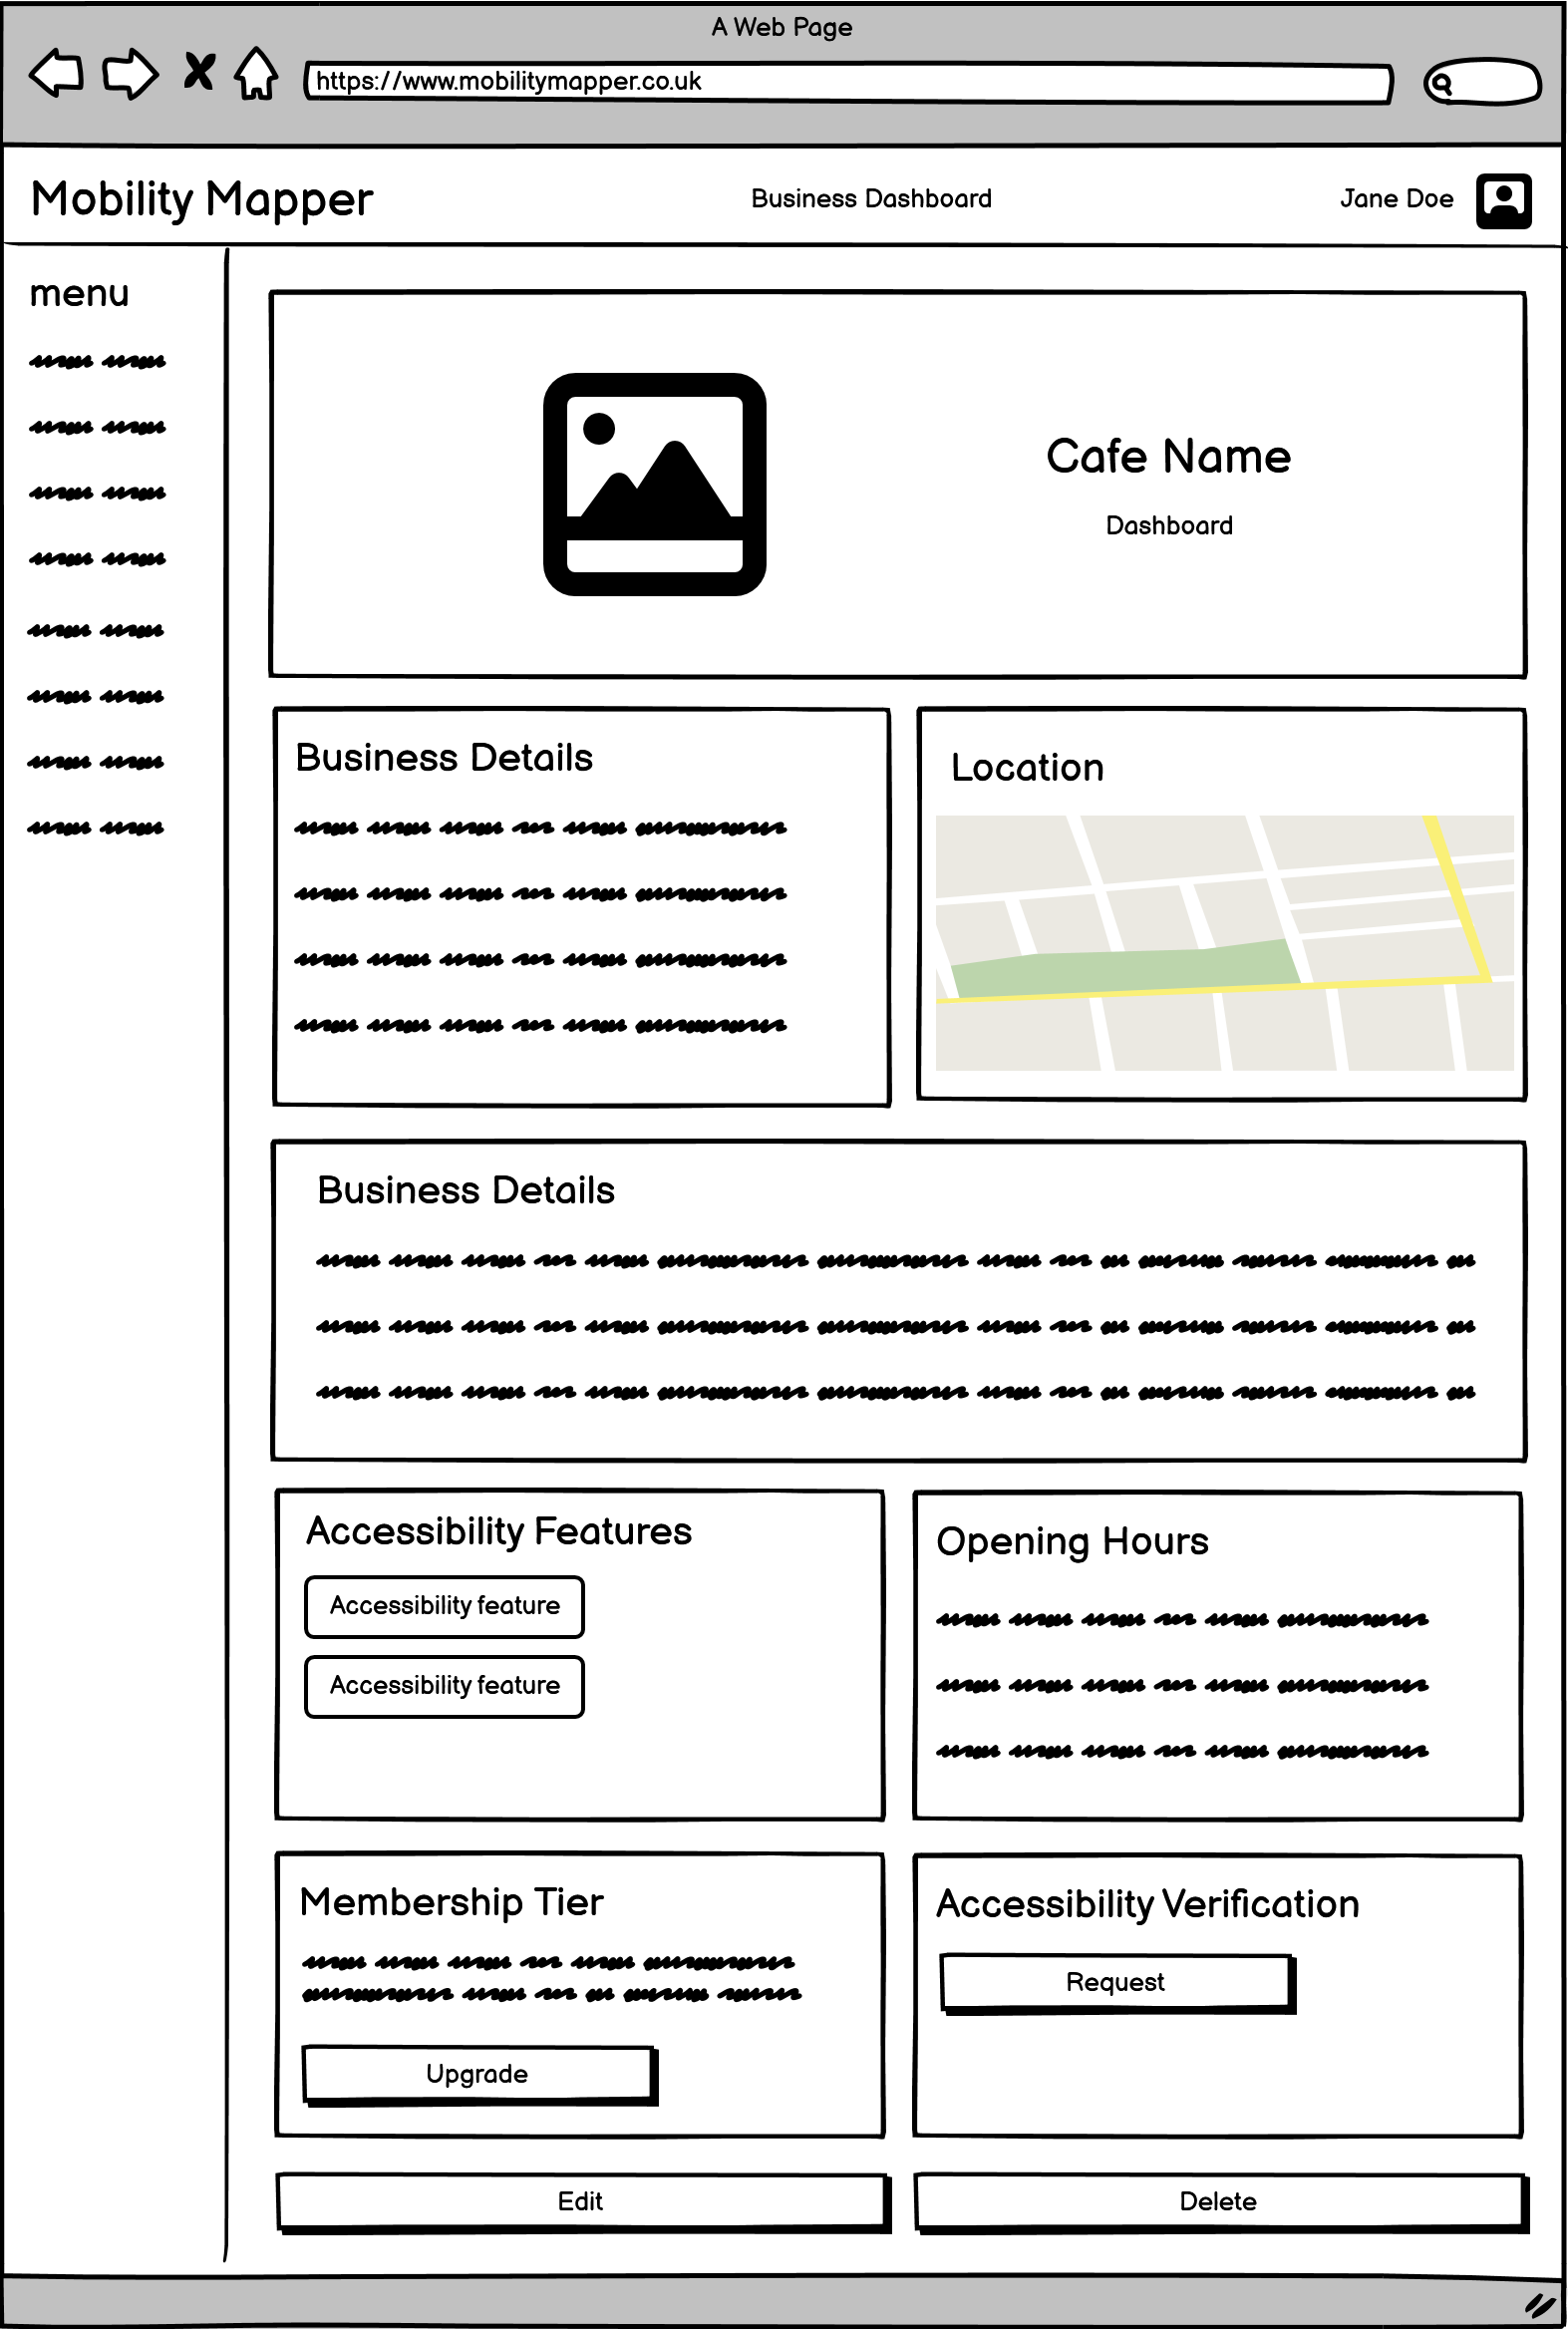 A Web Page
https://www.mobilitymapper.co.uk
Mobility Mapper
Business Dashboard
Jane Doe
menu
Cafe Name
Dashboard
Business Details
Location
Business Details
Accessibility Features
Accessibility feature
Accessibility feature
Opening Hours
Membership Tier
Upgrade
Accessibility Verification
Request
Edit
Delete